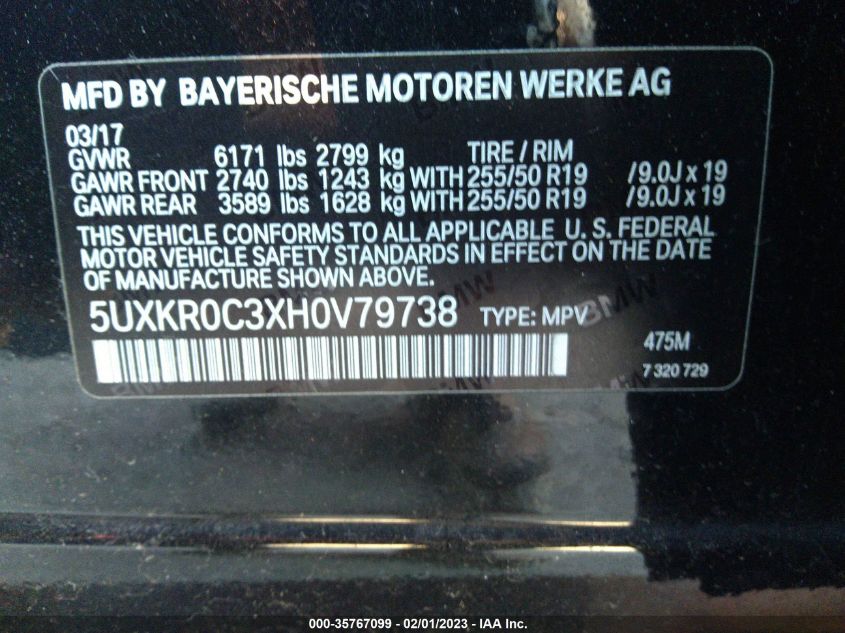 MFD BY BAYERISCHE MOTOREN WERKE AG
03/17
GVWR 6171 lbs 2799 kg TIRE / RIM
GAWR FRONT 2740 lbs 1243 kg WITH 255/50 R19 /9.0J x 19
GAWR REAR 3589 lbs 1628 kg WITH 255/50 R19 /9.0J x 19
THIS VEHICLE CONFORMS TO ALL APPLICABLE U. S. FEDERAL
MOTOR VEHICLE SAFETY STANDARDS IN EFFECT ON THE DATE
OF MANUFACTURE SHOWN ABOVE.
5UXKR0C3XH0V79738 TYPE: MPV
BMW
475M
7 320 729
000-35767099 - 02/01/2023 - IAA Inc.